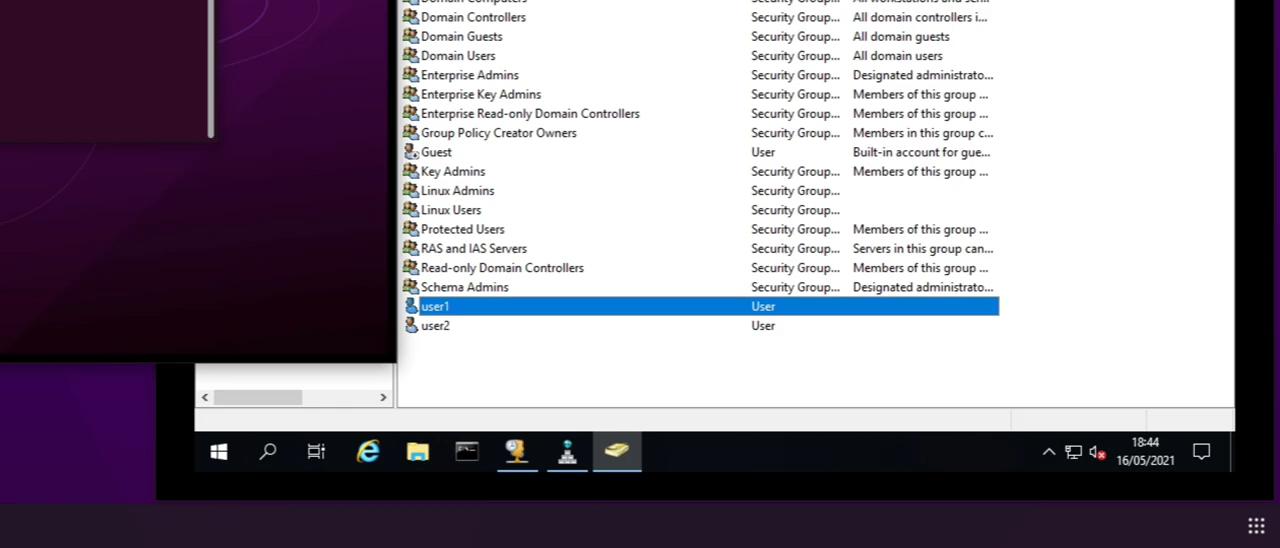 Domain Computers All workstations and ser...
Domain Controllers Security Group... All domain controllers i...
Domain Guests Security Group... All domain guests
Domain Users Security Group... All domain users
Enterprise Admins Security Group... Designated administrato...
Enterprise Key Admins Security Group... Members of this group ...
Enterprise Read-only Domain Controllers Security Group... Members of this group ...
Group Policy Creator Owners Security Group... Members in this group c...
Guest User Built-in account for gue...
Key Admins Security Group... Members of this group ...
Linux Admins Security Group...
Linux Users Security Group...
Protected Users Security Group... Members of this group ...
RAS and IAS Servers Security Group... Servers in this group can...
Read-only Domain Controllers Security Group... Members of this group ...
Schema Admins Security Group... Designated administrato...
user1 User
user2 User
18:44
16/05/2021